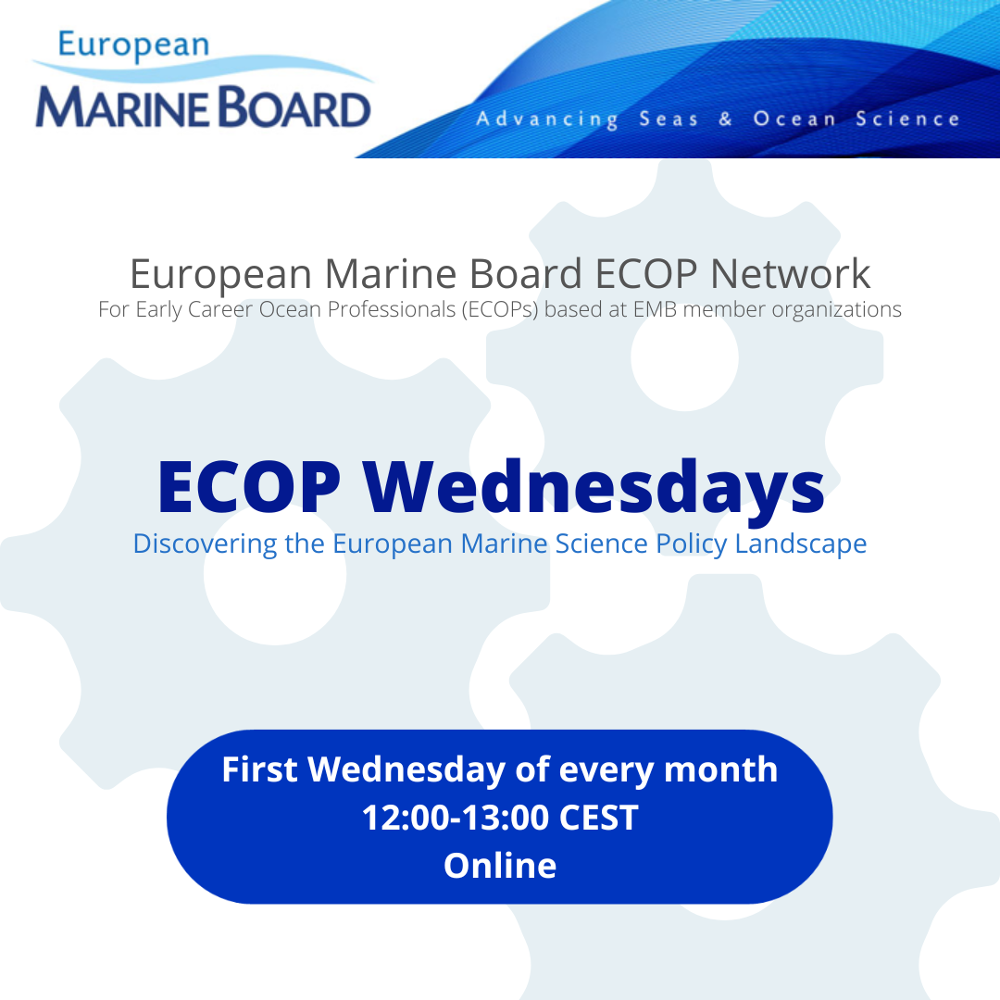 European
MARINE BOARD
Advancing Seas & Ocean Science
European Marine Board ECOP Network
For Early Career Ocean Professionals (ECOPs) based at EMB member organizations
ECOP Wednesdays
Discovering the European Marine Science Policy Landscape
First Wednesday of every month
12:00-13:00 CEST
Online